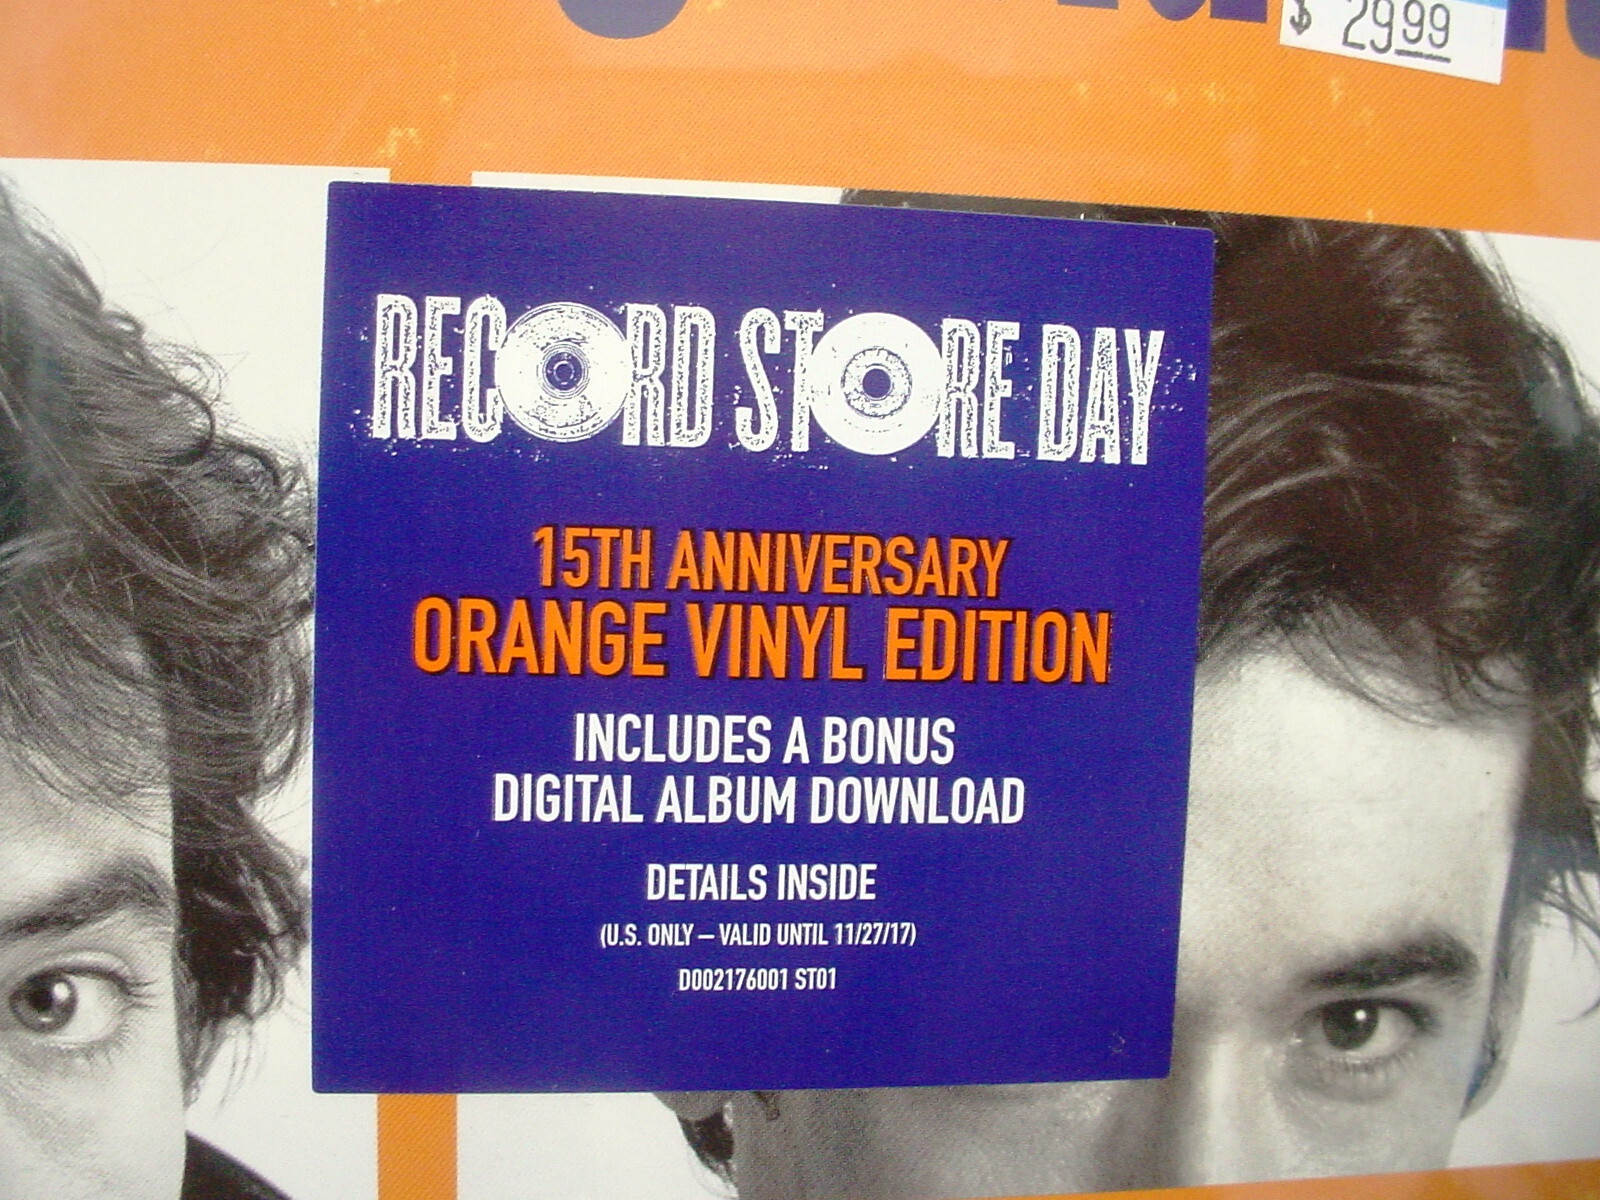 $ 29.99
RECORD STORE DAY
15TH ANNIVERSARY
ORANGE VINYL EDITION
INCLUDES A BONUS
DIGITAL ALBUM DOWNLOAD
DETAILS INSIDE
(U.S. ONLY – VALID UNTIL 11/27/17)
D002176001 ST01